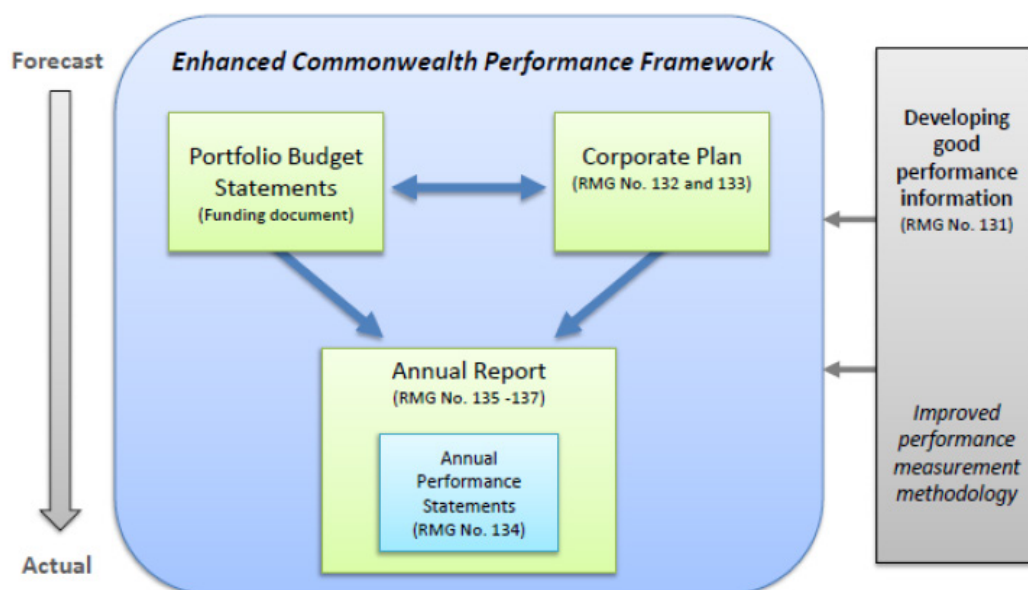 Forecast
Enhanced Commonwealth Performance Framework
Portfolio Budget
Statements
(Funding document)
Corporate Plan
(RMG No. 132 and 133)
Developing
good
performance
information
(RMG No. 131)
Annual Report
(RMG No. 135 -137)
Annual
Performance
Statements
(RMG No. 134)
Improved
performance
measurement
methodology
Actual